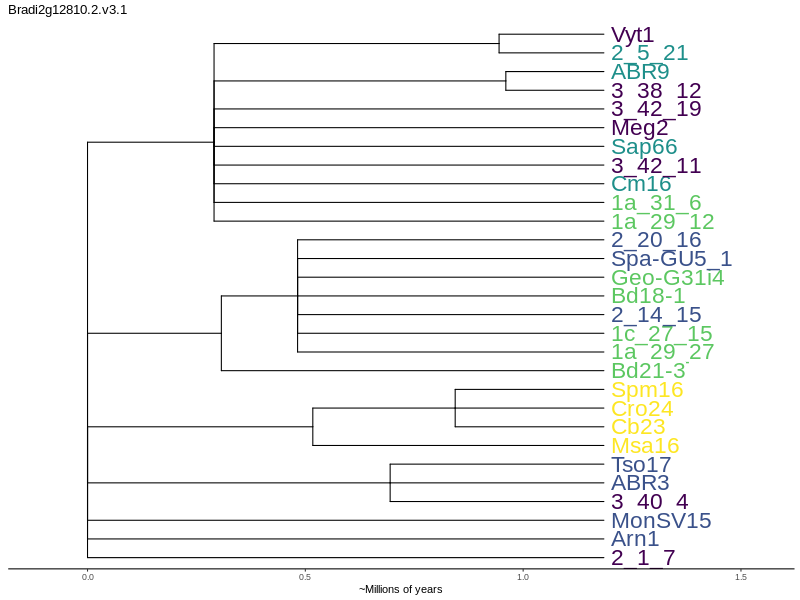 Bradi2g12810.2.v3.1
Vyt1
2_5_21
ABR9
3_38_12
3_42_19
Meg2
Sap66
3_42_11
Cm16
1a_31_6
1a_29_12
2_20_16
Spa-GU5_1
Geo-G31i4
Bd18-1
2_14_15
1c_27_15
1a_29_27
Bd21-3
Spm16
Cro24
Cb23
Msa16
Tso17
ABR3
3_40_4
MonSV15
Arn1
2_1_7
0.0 0.5 1.0 1.5
~Millions of years